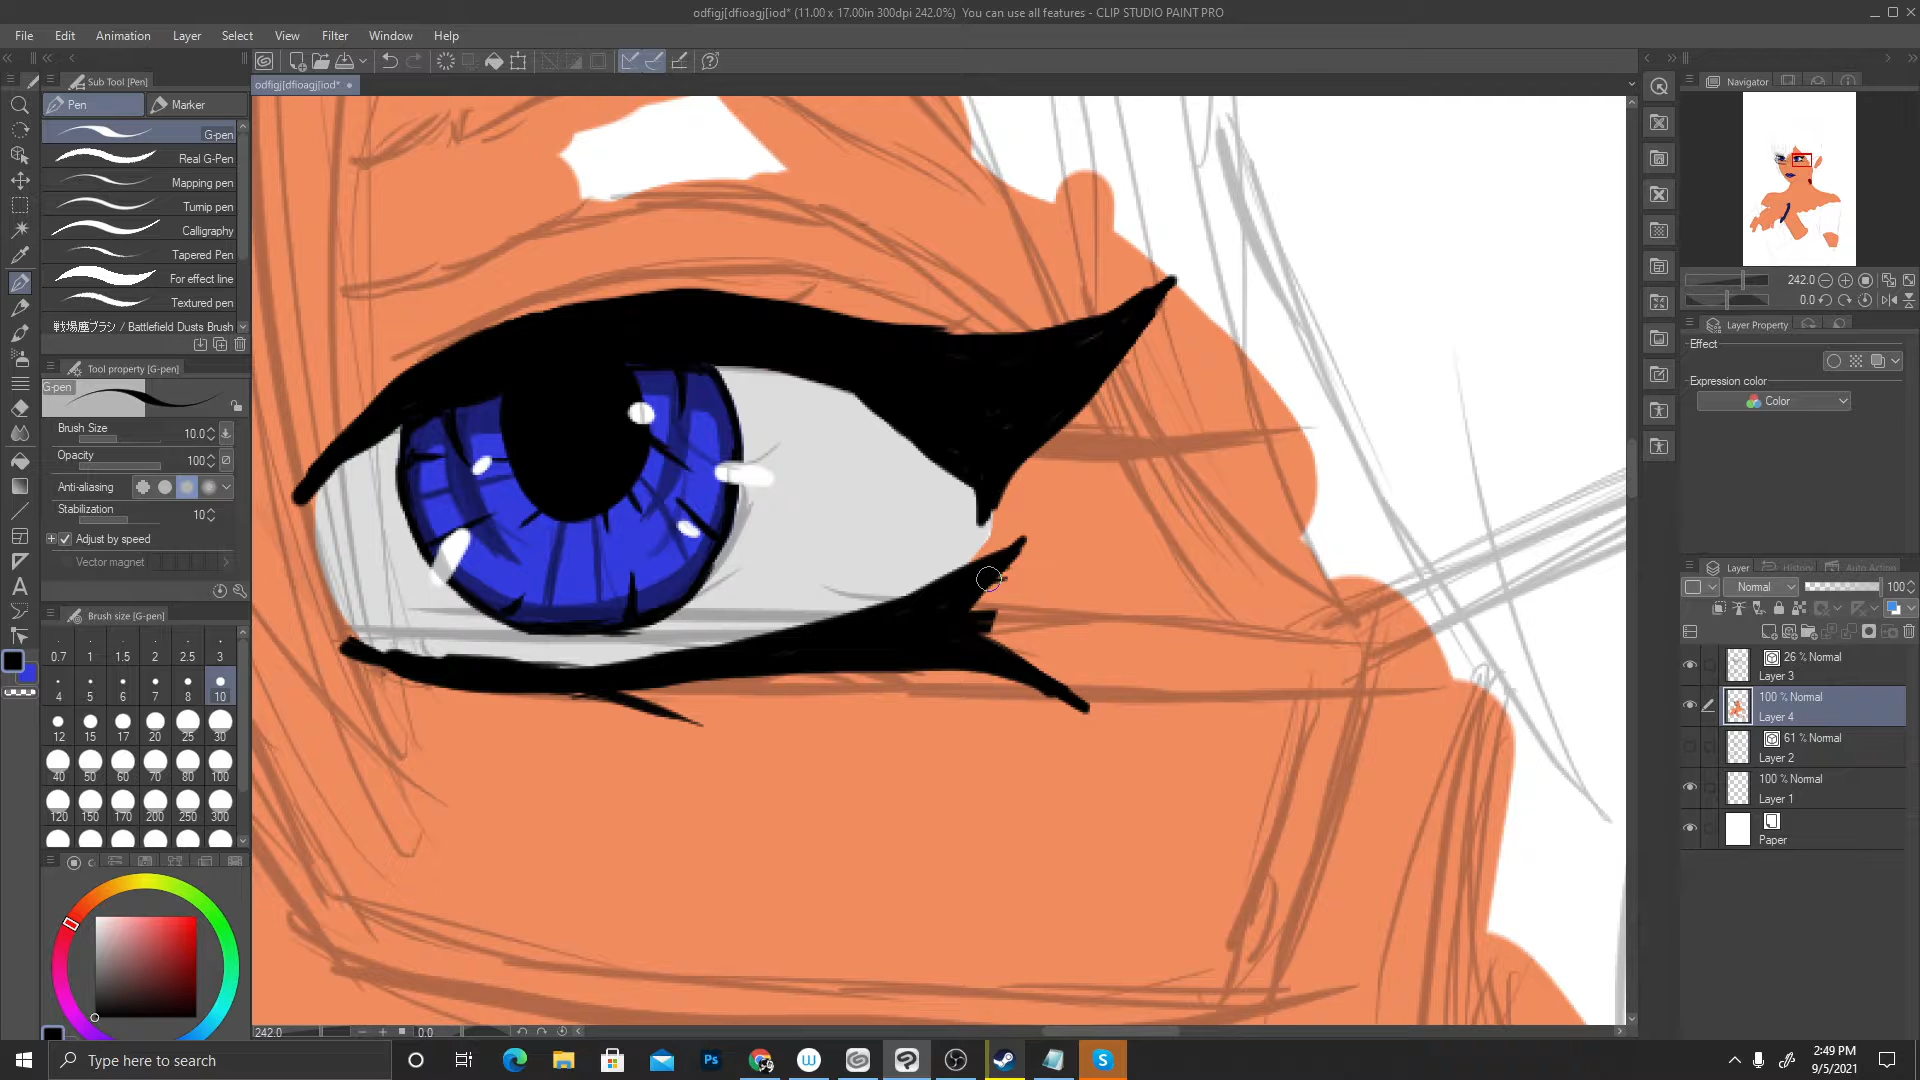 odfigj[dfioagj[iod* (11.00 x 17.00in 300dpi 242.0%)  You can use all features - CLIP STUDIO PAINT PRO
File Edit Animation Layer Select View Filter Window Help
Sub Tool [Pen]
odfigj[dfioagj[iod*
Navigator
Pen Marker
G-pen
Real G-Pen
Mapping pen
Turnip pen
Calligraphy
Tapered Pen
For effect line
Textured pen
戦場塵ブラシ / Battlefield Dusts Brush
Tool property [G-pen]
G-pen
Brush Size 10.0
Opacity 100
Anti-aliasing
Stabilization 10
Adjust by speed
Vector magnet
Brush size [G-pen]
0.7 1 1.5 2 2.5 3
4 5 6 7 8 10
12 15 17 20 25 30
40 50 60 70 80 100
120 150 170 200 250 300
242.0 0.0
242.0
0.0
Layer Property
Effect
Expression color
Color
Layer History Auto Action
Normal 100
26 % Normal
Layer 3
100 % Normal
Layer 4
61 % Normal
Layer 2
100 % Normal
Layer 1
Paper
Type here to search
Ps
W
S
2:49 PM
9/5/2021